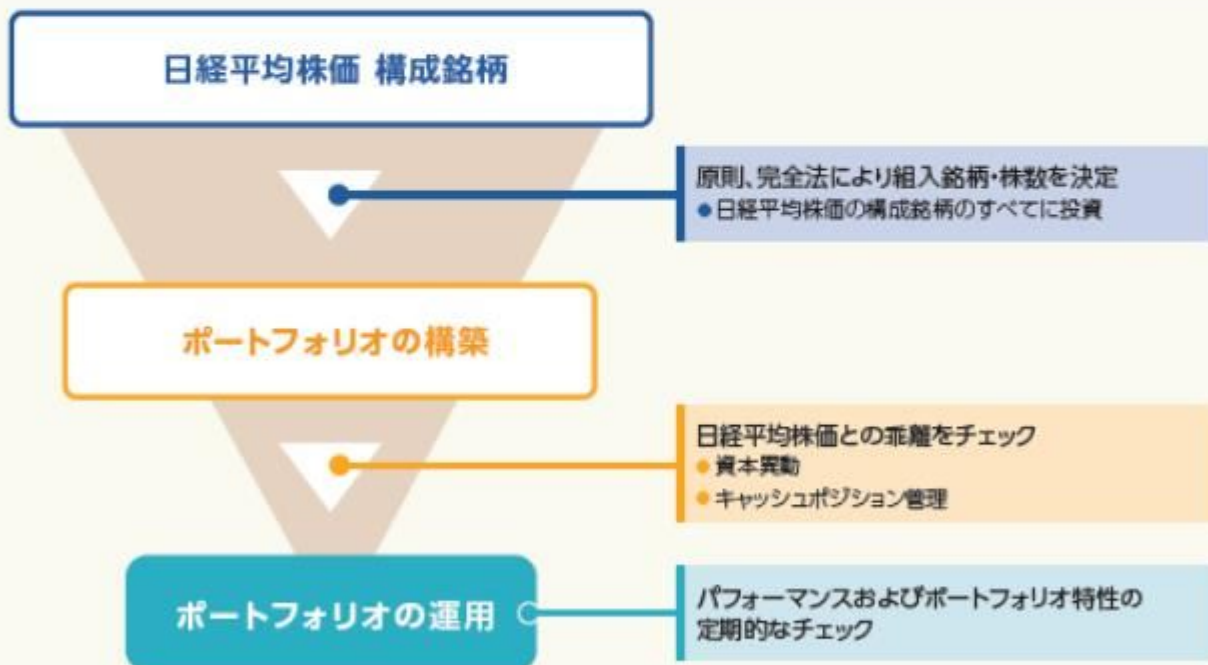 日経平均株価 構成銘柄
原則、完全法により組入銘柄・株数を決定
●日経平均株価の構成銘柄のすべてに投資
ポートフォリオの構築
日経平均株価との乖離をチェック
●資本異動
●キャッシュポジション管理
ポートフォリオの運用
パフォーマンスおよびポートフォリオ特性の
定期的なチェック